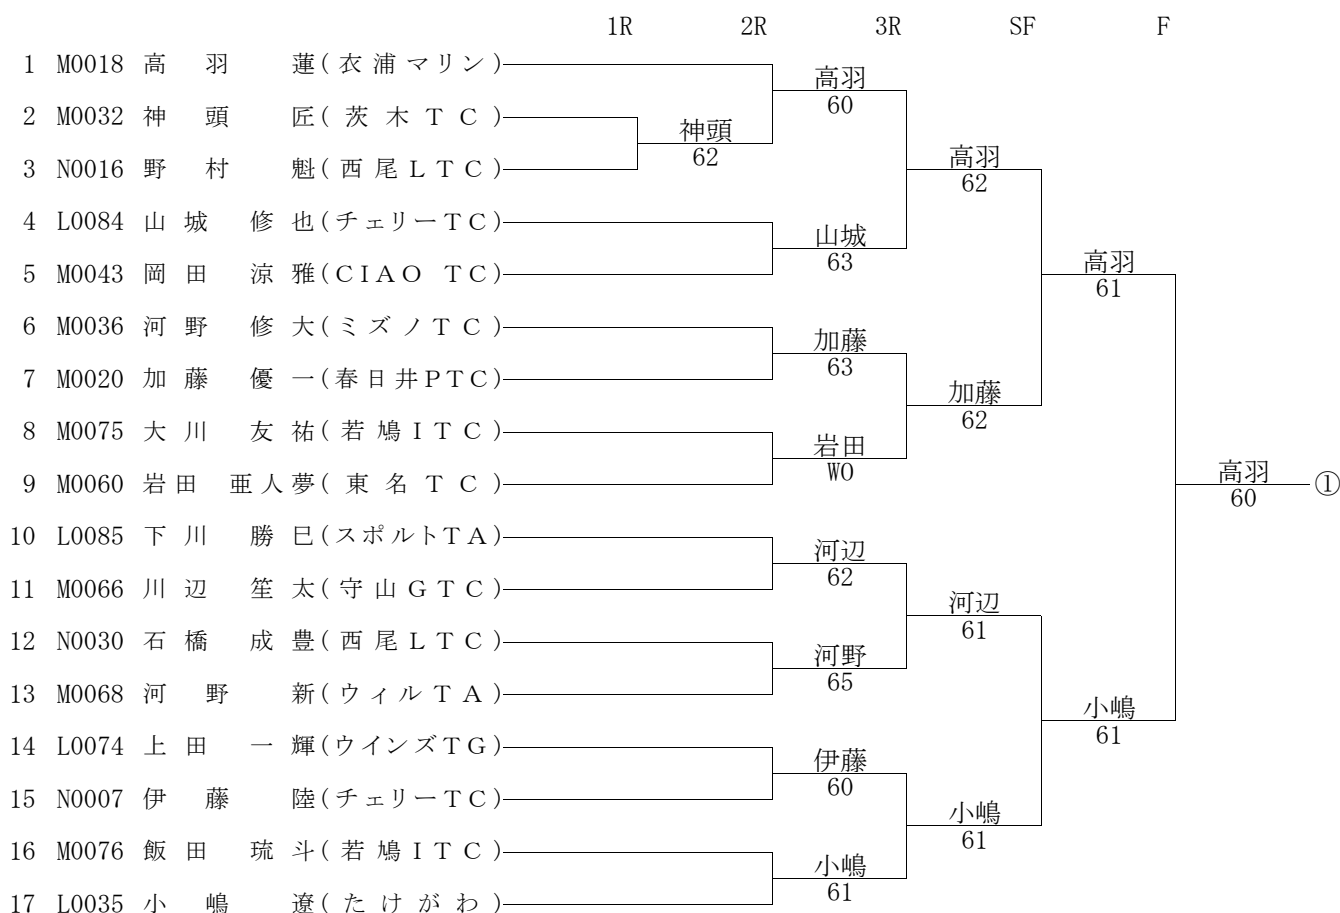 1R 2R 3R SF F
1 M0018 高羽 蓮(衣浦マリン)
高羽
60
2 M0032 神頭 匠(茨木TC)
神頭
62
3 N0016 野村 魁(西尾LTC)
高羽
62
4 L0084 山城 修也(チェリーTC)
山城
63
5 M0043 岡田 涼雅(CIAO TC)
高羽
61
6 M0036 河野 修大(ミズノTC)
加藤
63
7 M0020 加藤 優一(春日井PTC)
加藤
62
8 M0075 大川 友祐(若鳩ITC)
岩田
WO
9 M0060 岩田 亜人夢(東名TC)
高羽
60
①
10 L0085 下川 勝巳(スポルトTA)
河辺
62
11 M0066 川辺 笙太(守山GTC)
河辺
61
12 N0030 石橋 成豊(西尾LTC)
河野
65
13 M0068 河野 新(ウィルTA)
小嶋
61
14 L0074 上田 一輝(ウインズTG)
伊藤
60
15 N0007 伊藤 陸(チェリーTC)
小嶋
61
16 M0076 飯田 琉斗(若鳩ITC)
小嶋
61
17 L0035 小嶋 遼(たけがわ)